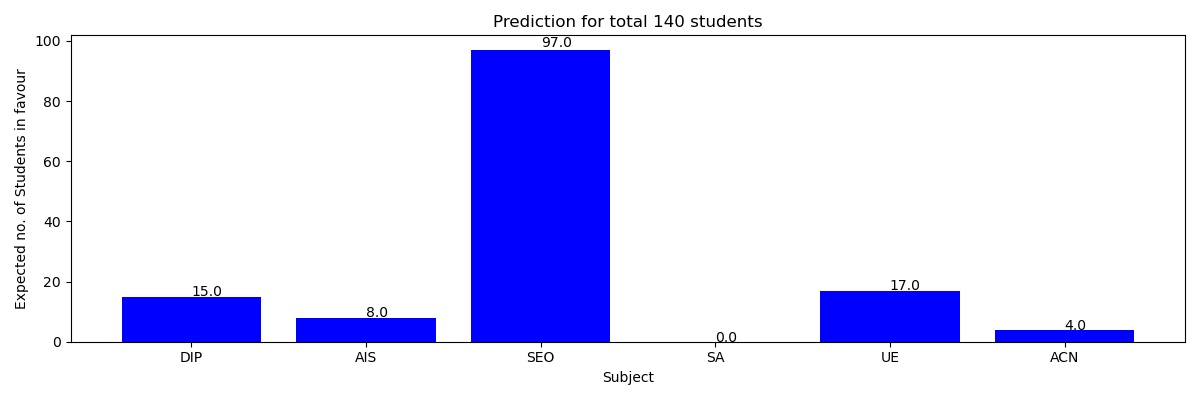 Prediction for total 140 students
Expected no. of Students in favour
100
80
60
40
20
0
15.0
8.0
97.0
0.0
17.0
4.0
DIP
AIS
SEO
SA
UE
ACN
Subject